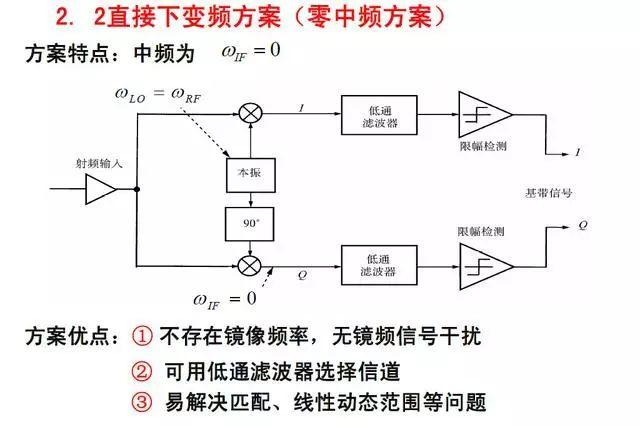 2. 2直接下变频方案（零中频方案）
方案特点：中频为 ω_IF = 0
ω_LO = ω_RF
I
低通
滤波器
限幅检测
I
射频输入
本振
基带信号
90°
限幅检测
Q
低通
滤波器
Q
ω_IF = 0
方案优点：① 不存在镜像频率，无镜频信号干扰
② 可用低通滤波器选择信道
③ 易解决匹配、线性动态范围等问题